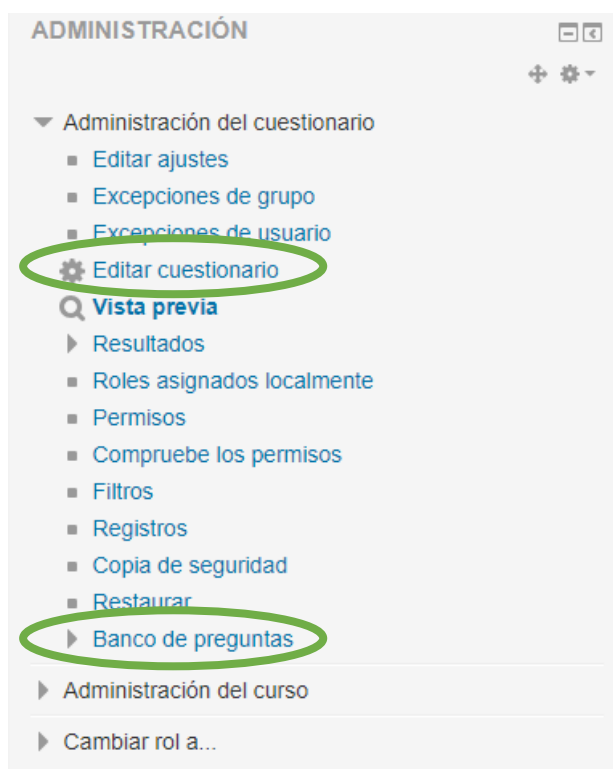 ADMINISTRACIÓN
Administración del cuestionario
Editar ajustes
Excepciones de grupo
Excepciones de usuario
Editar cuestionario
Vista previa
Resultados
Roles asignados localmente
Permisos
Compruebe los permisos
Filtros
Registros
Copia de seguridad
Restaurar
Banco de preguntas
Administración del curso
Cambiar rol a...